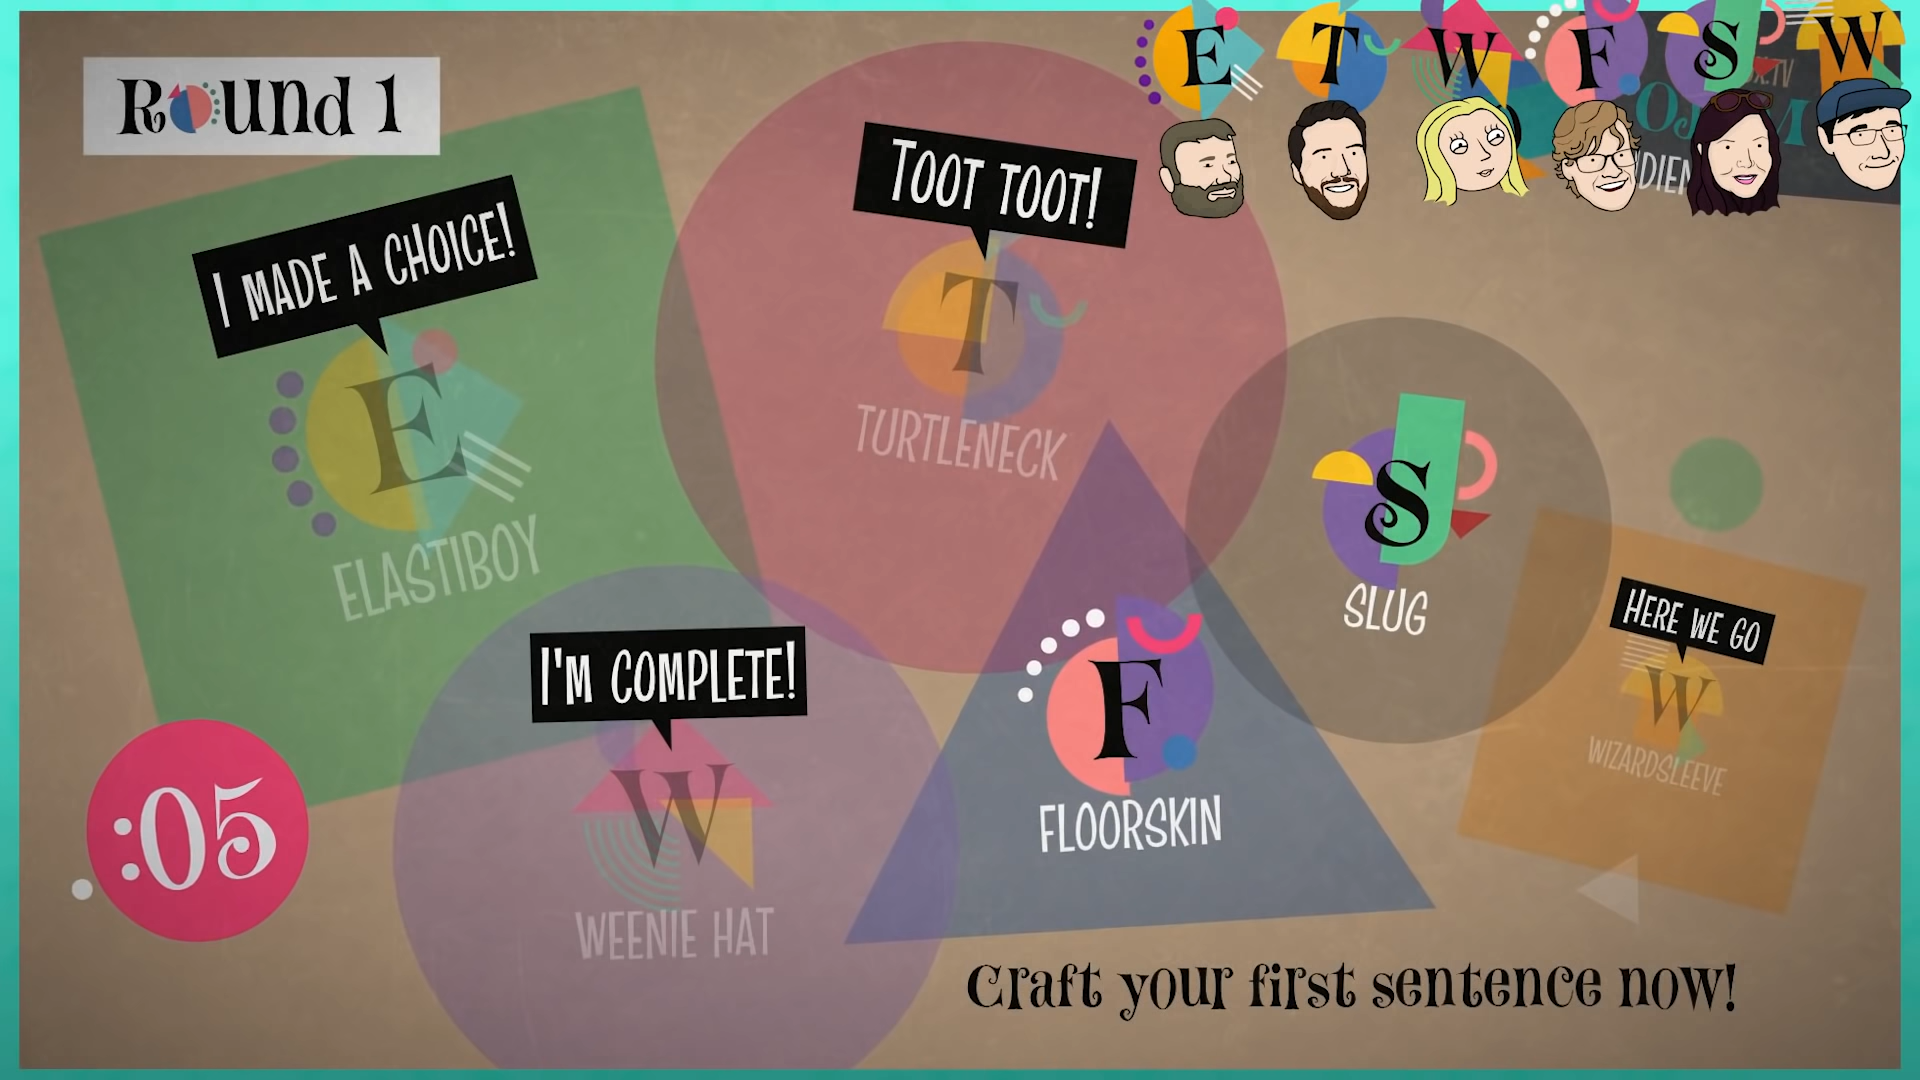 Round 1
E T W F S W
I MADE A CHOICE!
TOOT TOOT!
E
T
TURTLENECK
S
SLUG
ELASTIBOY
HERE WE GO
W
WIZARDSLEEVE
I'M COMPLETE!
W
WEENIE HAT
F
FLOORSKIN
:05
Craft your first sentence now!